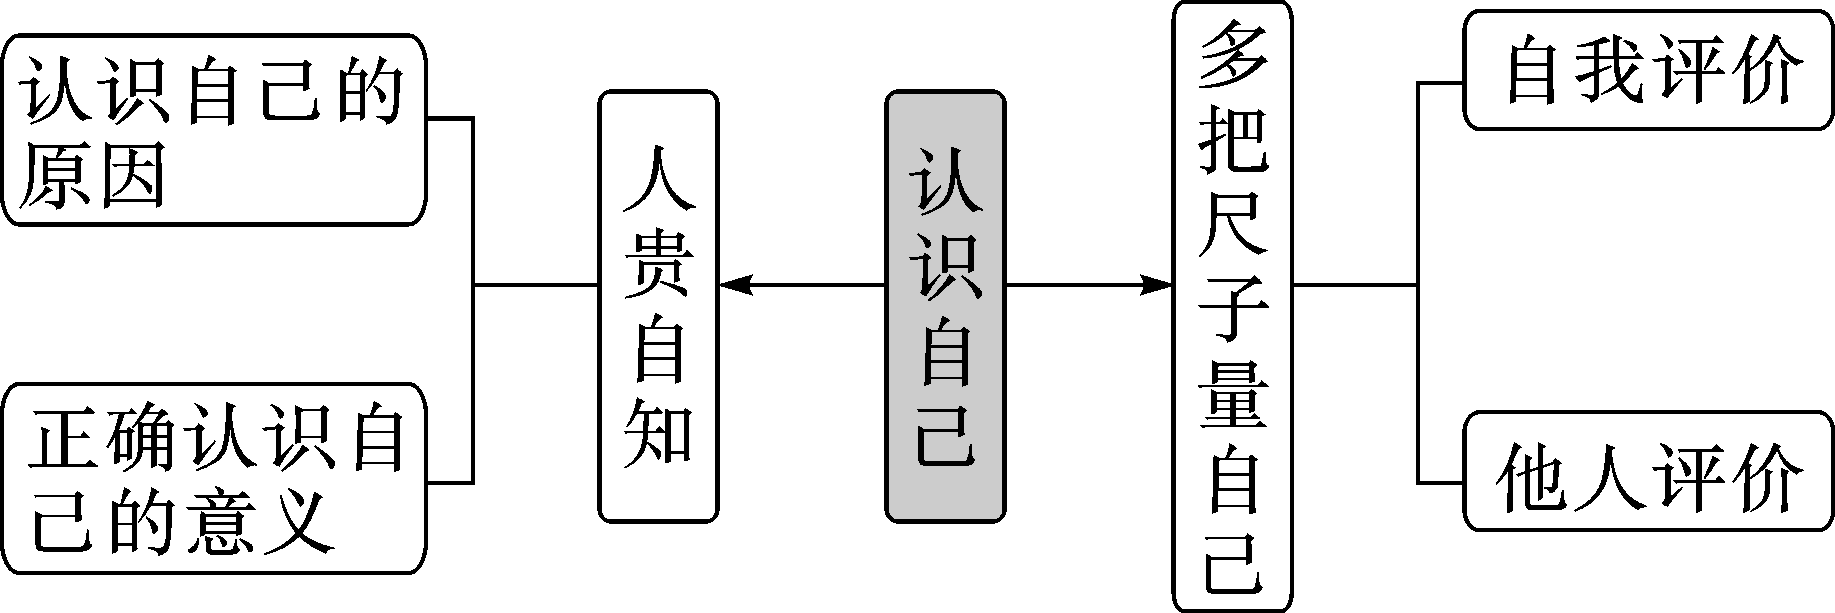 认识自己的
原因
正确认识自
己的意义
人贵自知
认识自己
多把尺子量自己
自我评价
他人评价